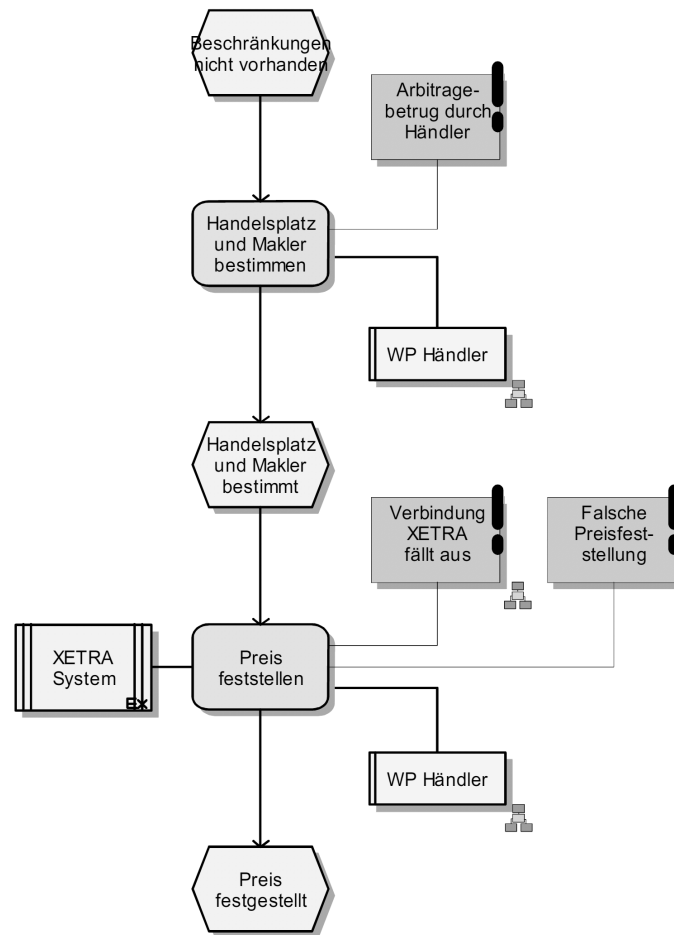 Beschränkungen
nicht vorhanden
Arbitrage-
betrug durch
Händler
Handelsplatz
und Makler
bestimmen
WP Händler
Handelsplatz
und Makler
bestimmt
Verbindung
XETRA
fällt aus
Falsche
Preisfest-
stellung
XETRA
System
EX
Preis
feststellen
WP Händler
Preis
festgestellt